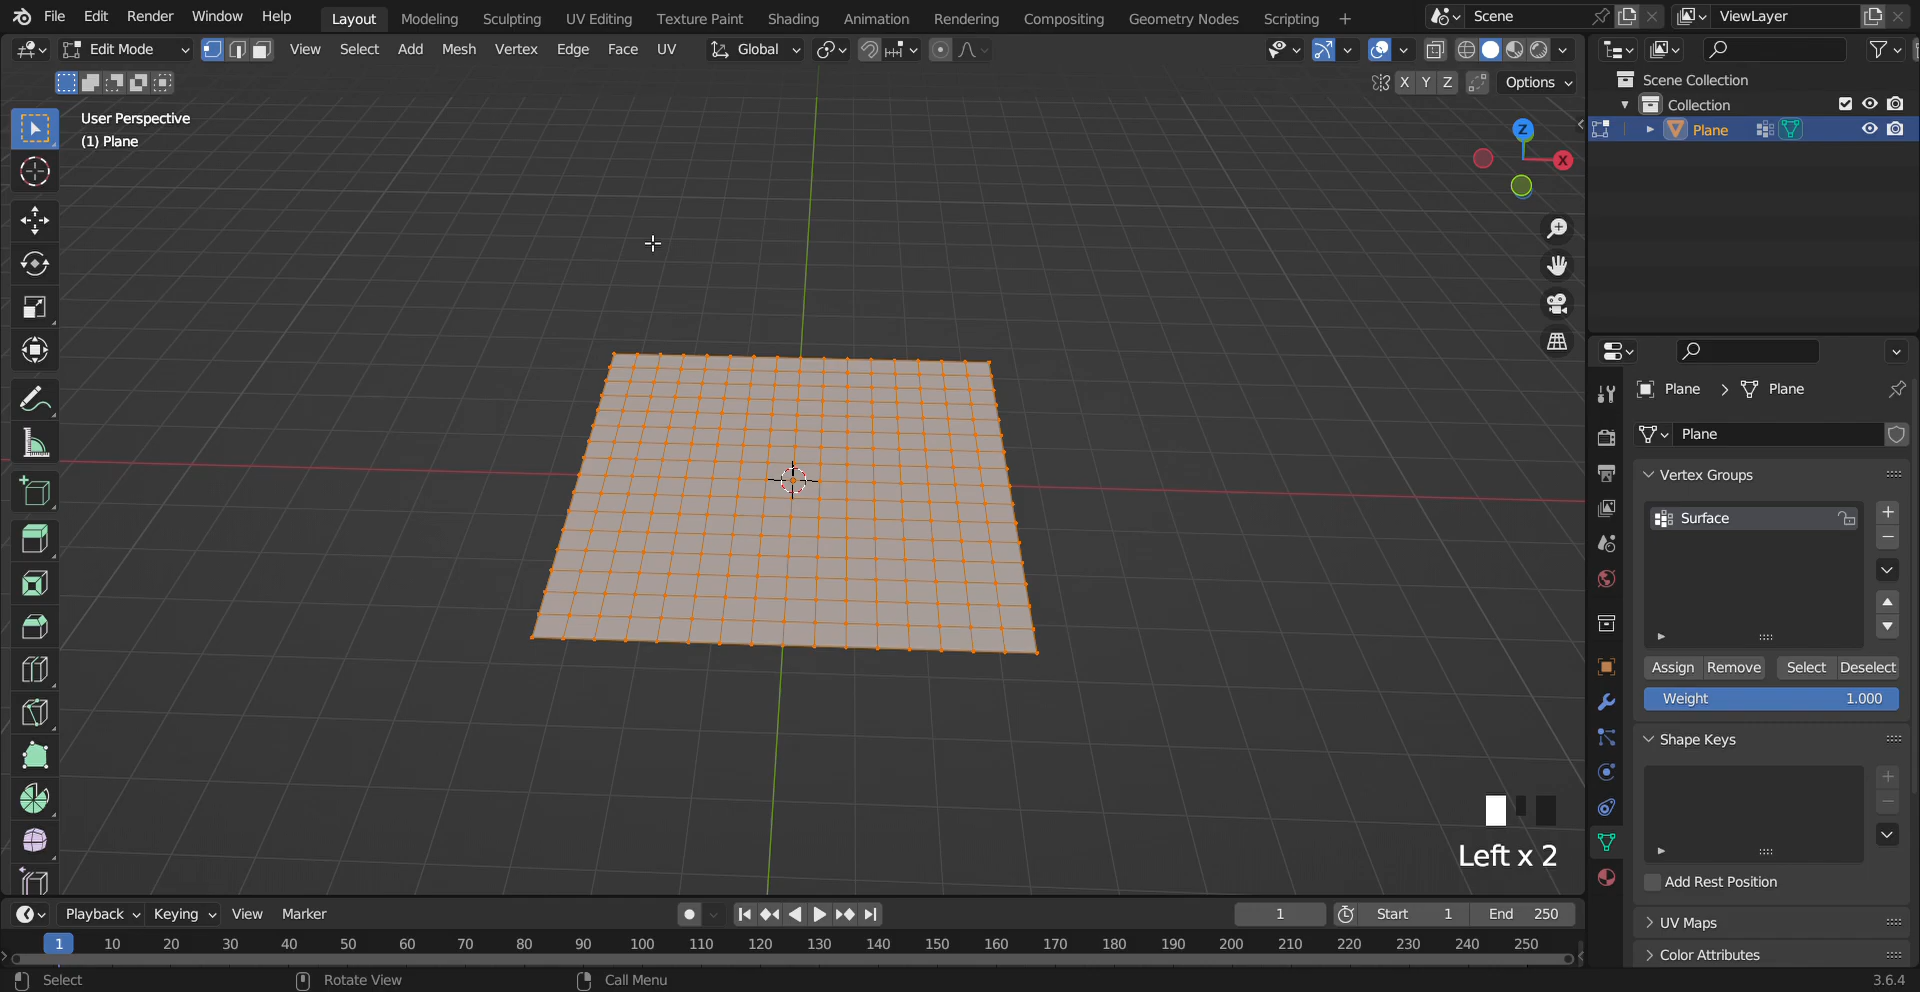 File Edit Render Window Help Layout Modeling Sculpting UV Editing Texture Paint Shading Animation Rendering Compositing Geometry Nodes Scripting + Scene ViewLayer
Edit Mode View Select Add Mesh Vertex Edge Face UV Global
X Y Z Options
User Perspective
(1) Plane
Z
X
Scene Collection
Collection
Plane
Plane > Plane
Plane
Vertex Groups
Surface
Assign Remove Select Deselect
Weight 1.000
Shape Keys
Add Rest Position
UV Maps
Color Attributes
Left x 2
Playback Keying View Marker 1 Start 1 End 250
1 10 20 30 40 50 60 70 80 90 100 110 120 130 140 150 160 170 180 190 200 210 220 230 240 250
Select Rotate View Call Menu 3.6.4